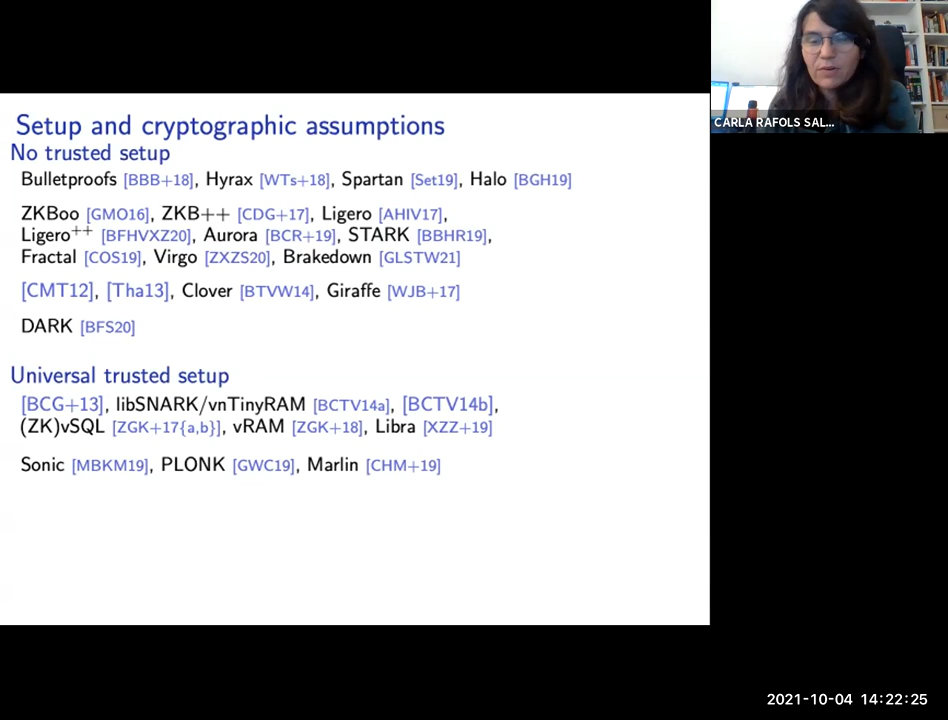 Setup and cryptographic assumptions
No trusted setup
Bulletproofs [BBB+18], Hyrax [WTs+18], Spartan [Set19], Halo [BGH19]
ZKBoo [GMO16], ZKB++ [CDG+17], Ligero [AHIV17],
Ligero++ [BFHVXZ20], Aurora [BCR+19], STARK [BBHR19],
Fractal [COS19], Virgo [ZXZS20], Brakedown [GLSTW21]
[CMT12], [Tha13], Clover [BTVW14], Giraffe [WJB+17]
DARK [BFS20]
Universal trusted setup
[BCG+13], libSNARK/vnTinyRAM [BCTV14a], [BCTV14b],
(ZK)vSQL [ZGK+17{a,b}], vRAM [ZGK+18], Libra [XZZ+19]
Sonic [MBKM19], PLONK [GWC19], Marlin [CHM+19]
CARLA RAFOLS SAL...
2021-10-04 14:22:25